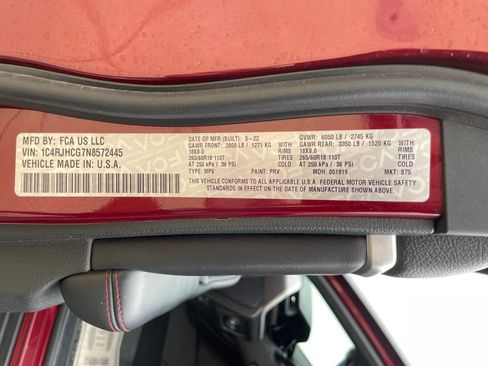 MFD BY: FCA US LLC
VIN: 1C4RJHCG7N8572445
VEHICLE MADE IN: U.S.A.
DATE OF MFR (BUILT): 5-22 GVWR: 6050 LB / 2745 KG
GAWR FRONT: 2800 LB / 1271 KG GAWR REAR: 3350 LB / 1520 KG
WITH TIRES RIMS WITH TIRES RIMS
18X8.0 18X8.0
265/60R18 110T 265/60R18 110T
AT 250 kPa / 36 PSI AT 250 kPa / 36 PSI
THIS VEHICLE CONFORMS TO ALL APPLICABLE U.S.A. FEDERAL MOTOR VEHICLE SAFETY
STANDARDS IN EFFECT ON THE DATE OF MANUFACTURE SHOWN ABOVE.
TYPE: MPV PAINT: PRV MDH: 051919 MKT: 875